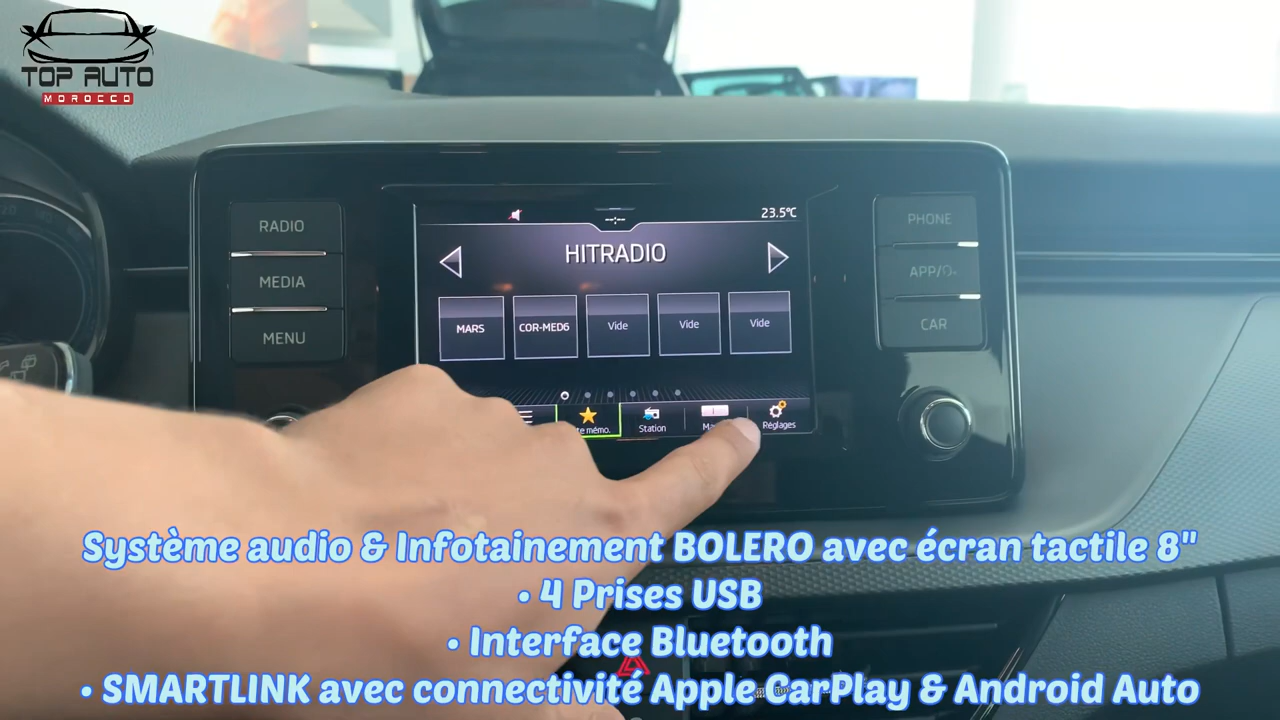 TOP AUTO
MOROCCO
RADIO
MEDIA
MENU
23.5°C
HITRADIO
MARS
COR-MED6
Vide
Vide
Vide
mémo.
Station
Réglages
PHONE
APP/
CAR
Système audio & Infotainement BOLERO avec écran tactile 8"
• 4 Prises USB
• Interface Bluetooth
• SMARTLINK avec connectivité Apple CarPlay & Android Auto